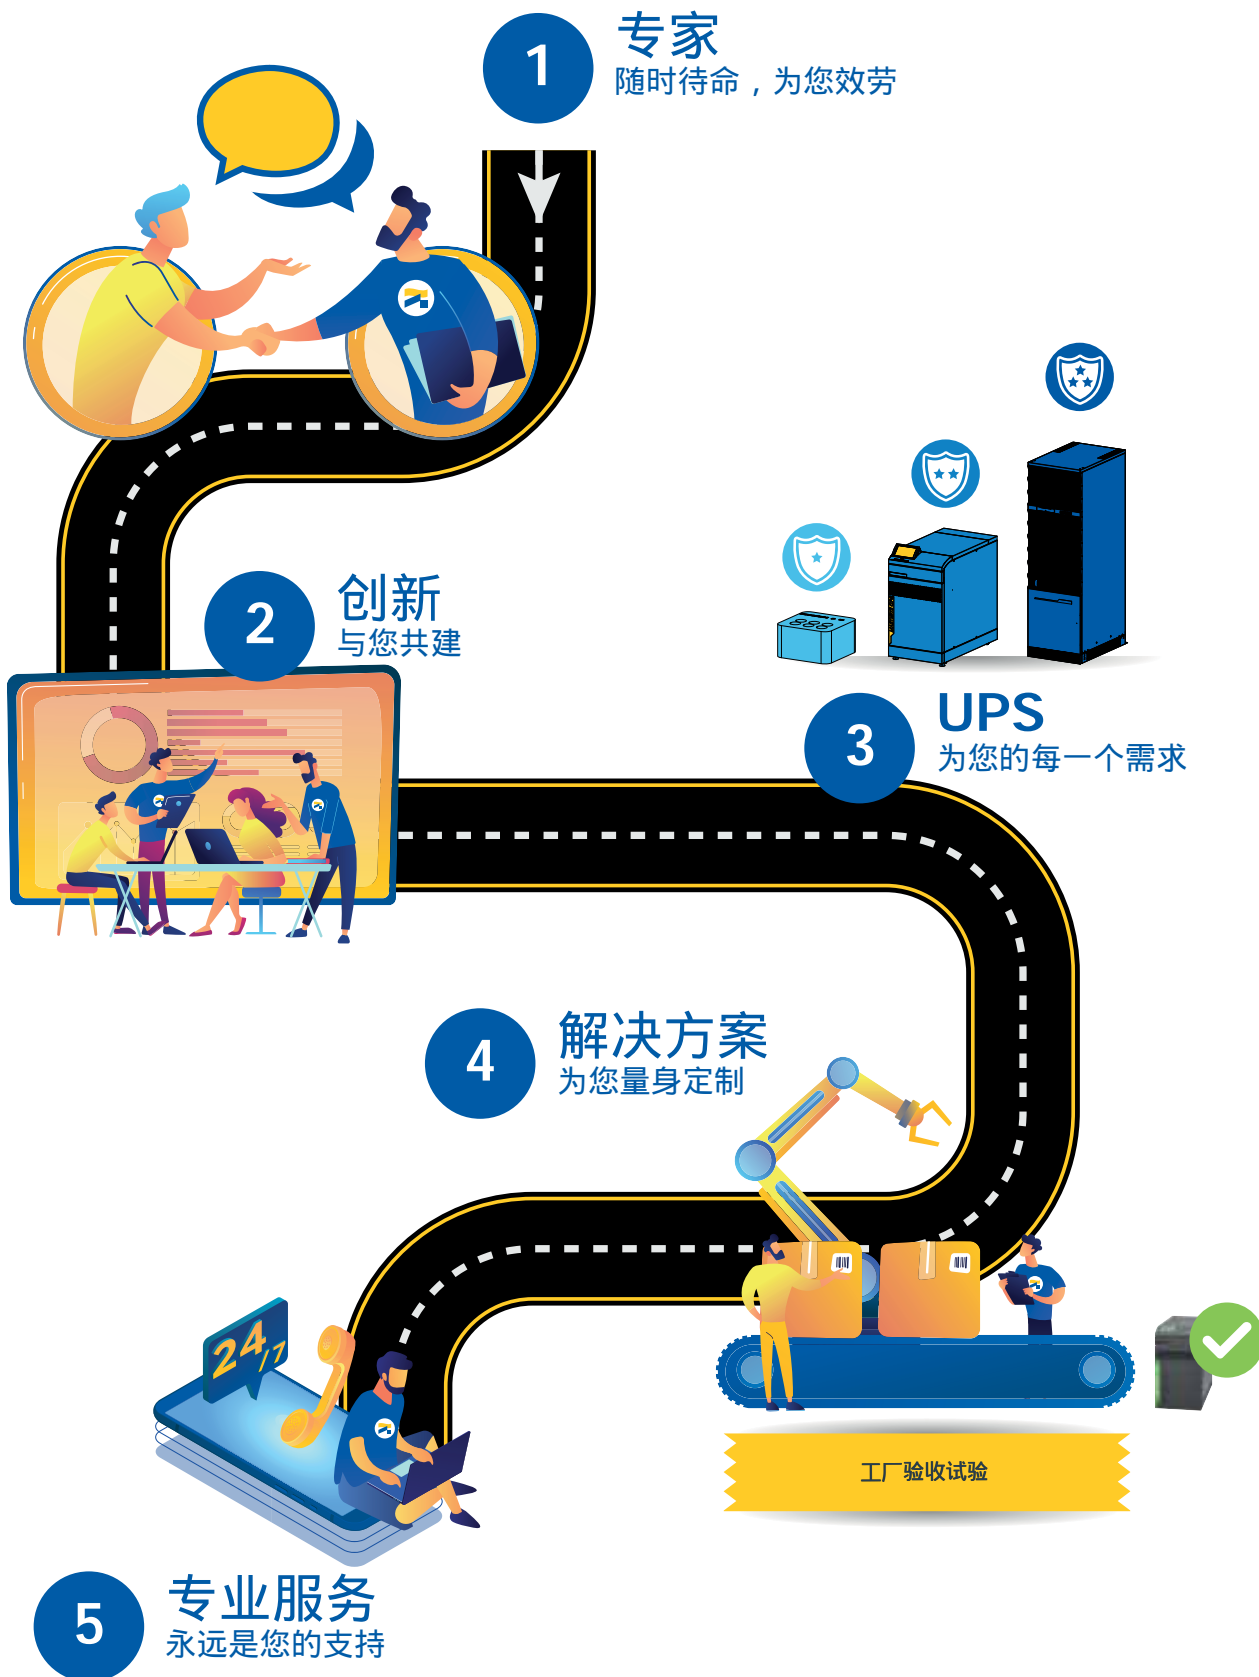 1
专家
随时待命，为您效劳
2
创新
与您共建
3
UPS
为您的每一个需求
4
解决方案
为您量身定制
24/7
工厂验收试验
5
专业服务
永远是您的支持